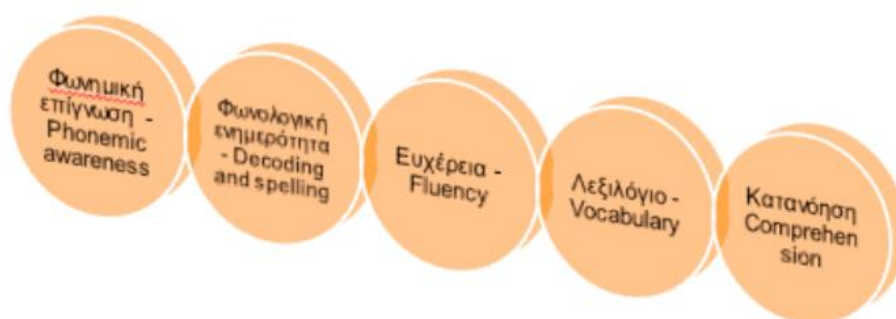 Φωνημική
επίγνωση -
Phonemic
awareness
Φωνολογική
ενημερότητα
- Decoding
and spelling
Ευχέρεια -
Fluency
Λεξιλόγιο -
Vocabulary
Κατανόηση
Comprehen
sion